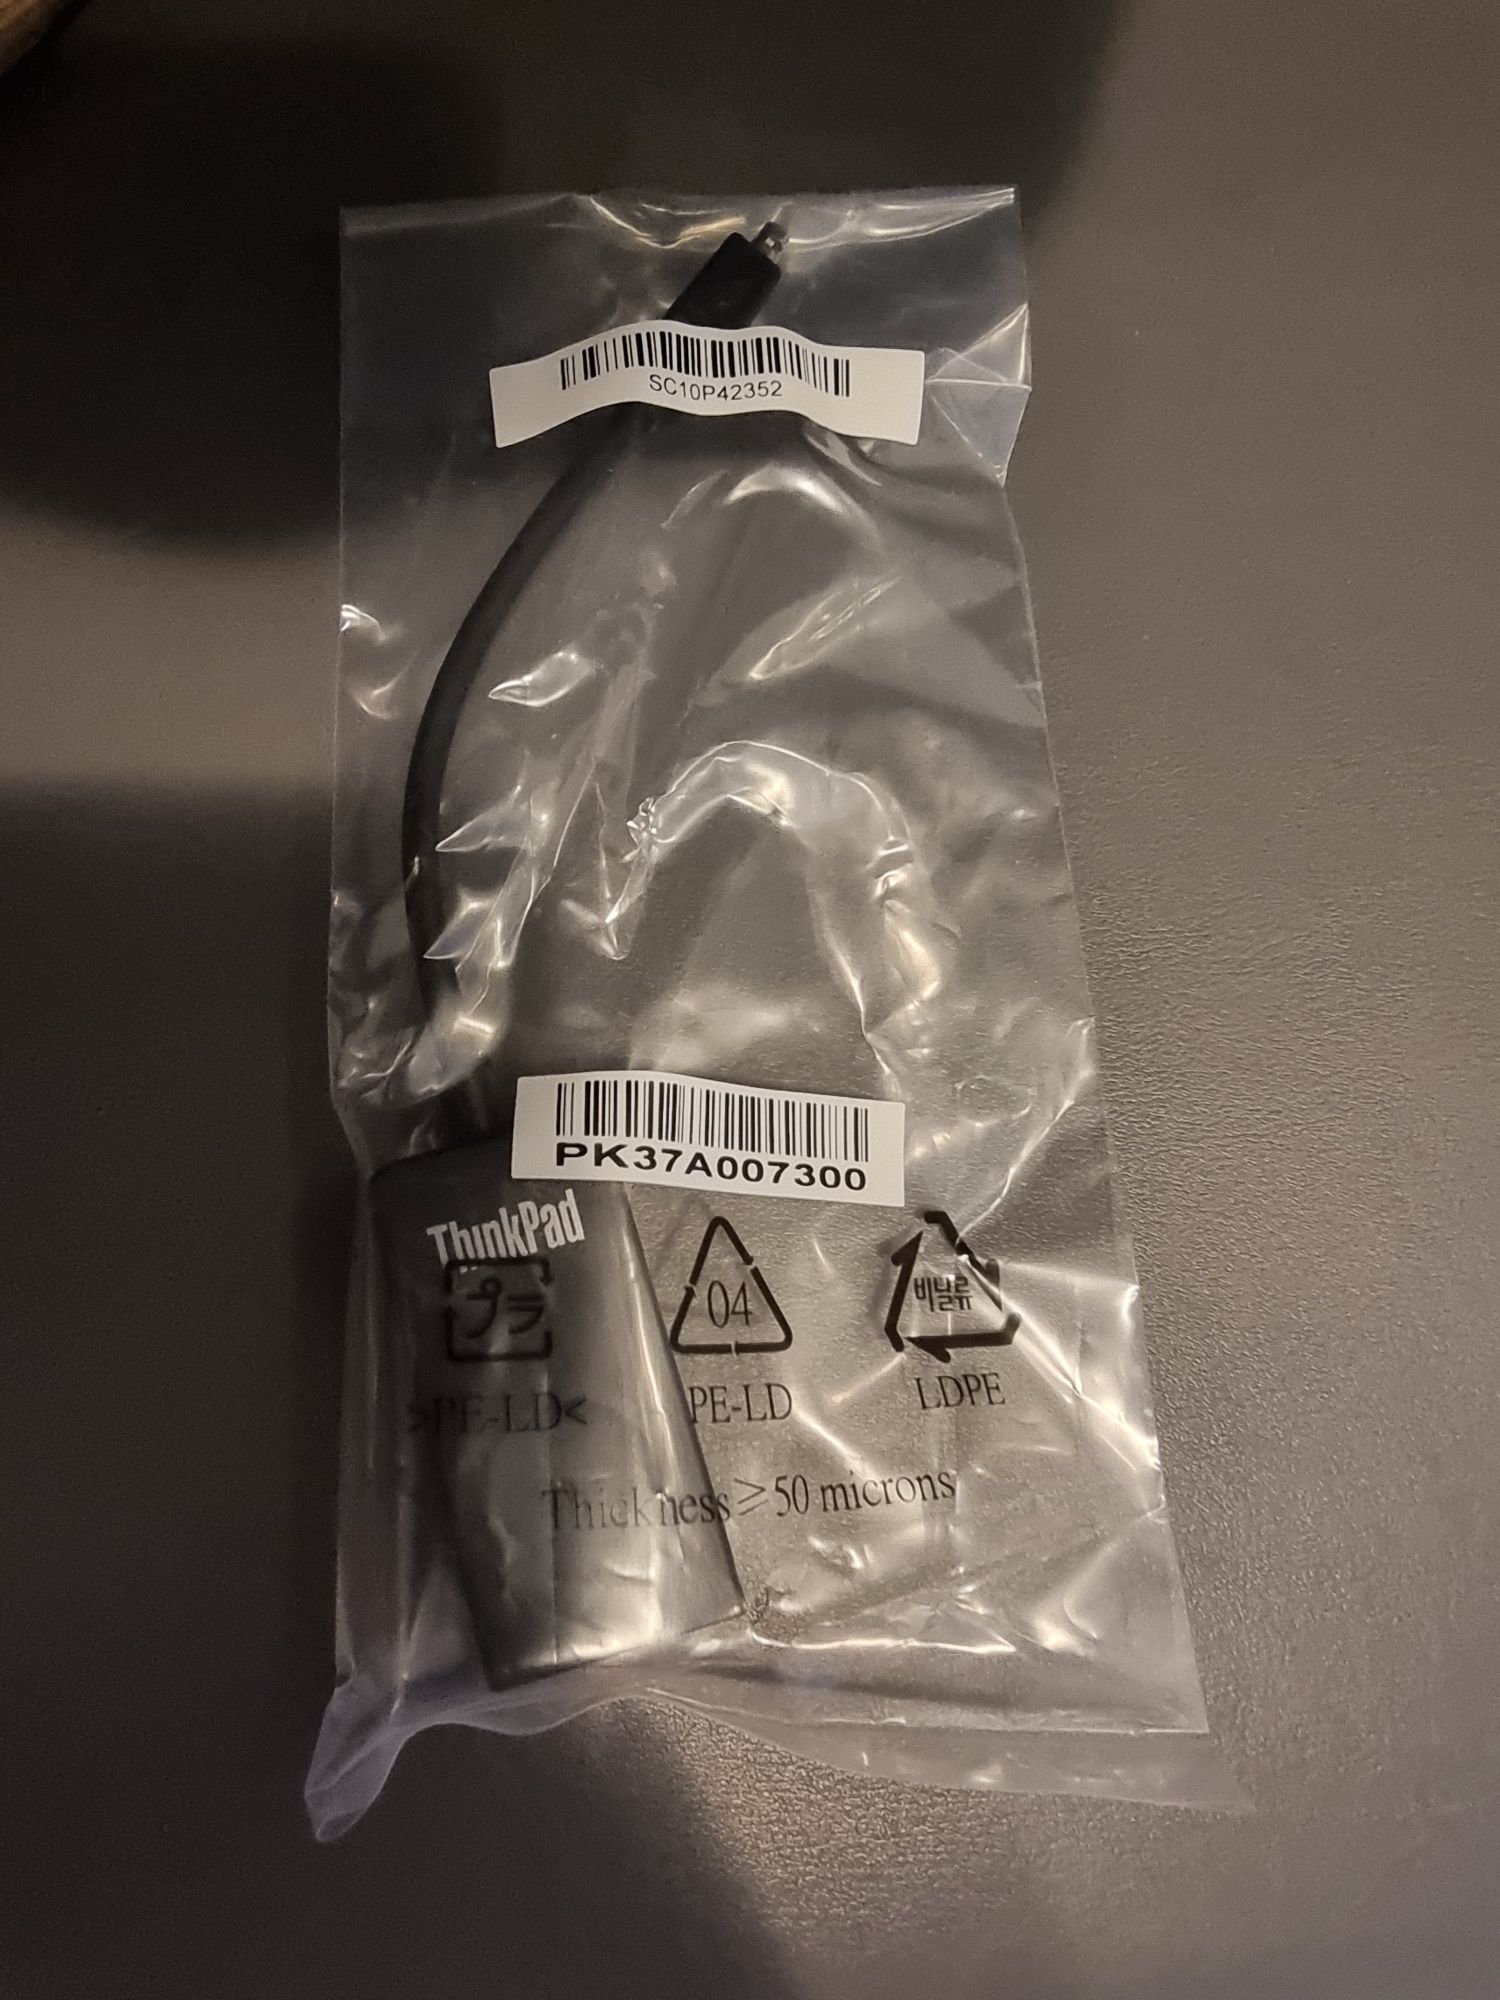 SC10P42352
PK37A007300
ThinkPad
プラ
04
비닐류
>PE-LD<
PE-LD
LDPE
Thickness≥50 microns